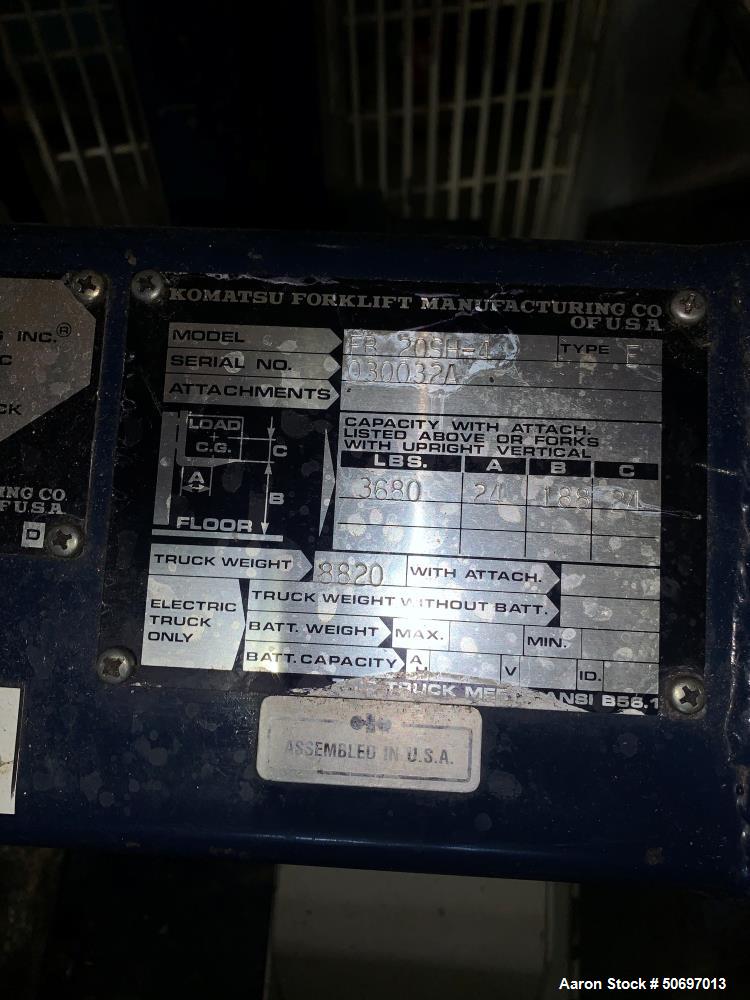 KOMATSU FORKLIFT MANUFACTURING CO
OF U S A
MODEL FB 20SH-4 TYPE E
SERIAL NO. 030032A
ATTACHMENTS
CAPACITY WITH ATTACH.
LISTED ABOVE OR FORKS
WITH UPRIGHT VERTICAL
LBS. A B C
3680 24 188 24
LOAD
C.G.
C
A
B
FLOOR
TRUCK WEIGHT 8820 WITH ATTACH.
ELECTRIC
TRUCK
ONLY
TRUCK WEIGHT WITHOUT BATT.
BATT. WEIGHT MAX. MIN.
BATT. CAPACITY A. V ID.
TRUCK ANSI B56.1
ASSEMBLED IN U.S.A.
INC.®
C
CK
ING CO
F U S A
D
Aaron Stock # 50697013